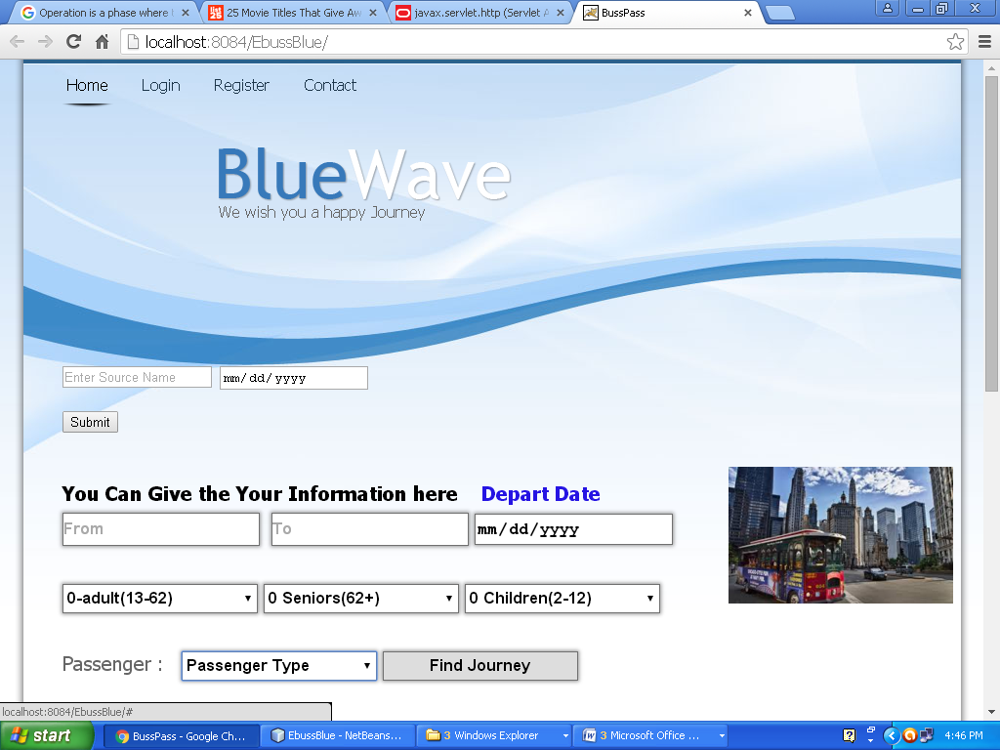 Operation is a phase where
25 Movie Titles That Give Aw
javax.servlet.http (Servlet A
BussPass
localhost:8084/EbussBlue/
Home Login Register Contact
BlueWave
We wish you a happy Journey
Enter Source Name mm/dd/yyyy
Submit
You Can Give the Your Information here Depart Date
From To mm/dd/yyyy
0-adult(13-62) 0 Seniors(62+) 0 Children(2-12)
Passenger : Passenger Type Find Journey
localhost:8084/EbussBlue/#
start BussPass - Google Ch... EbussBlue - NetBeans... 3 Windows Explorer 3 Microsoft Office ... 4:46 PM